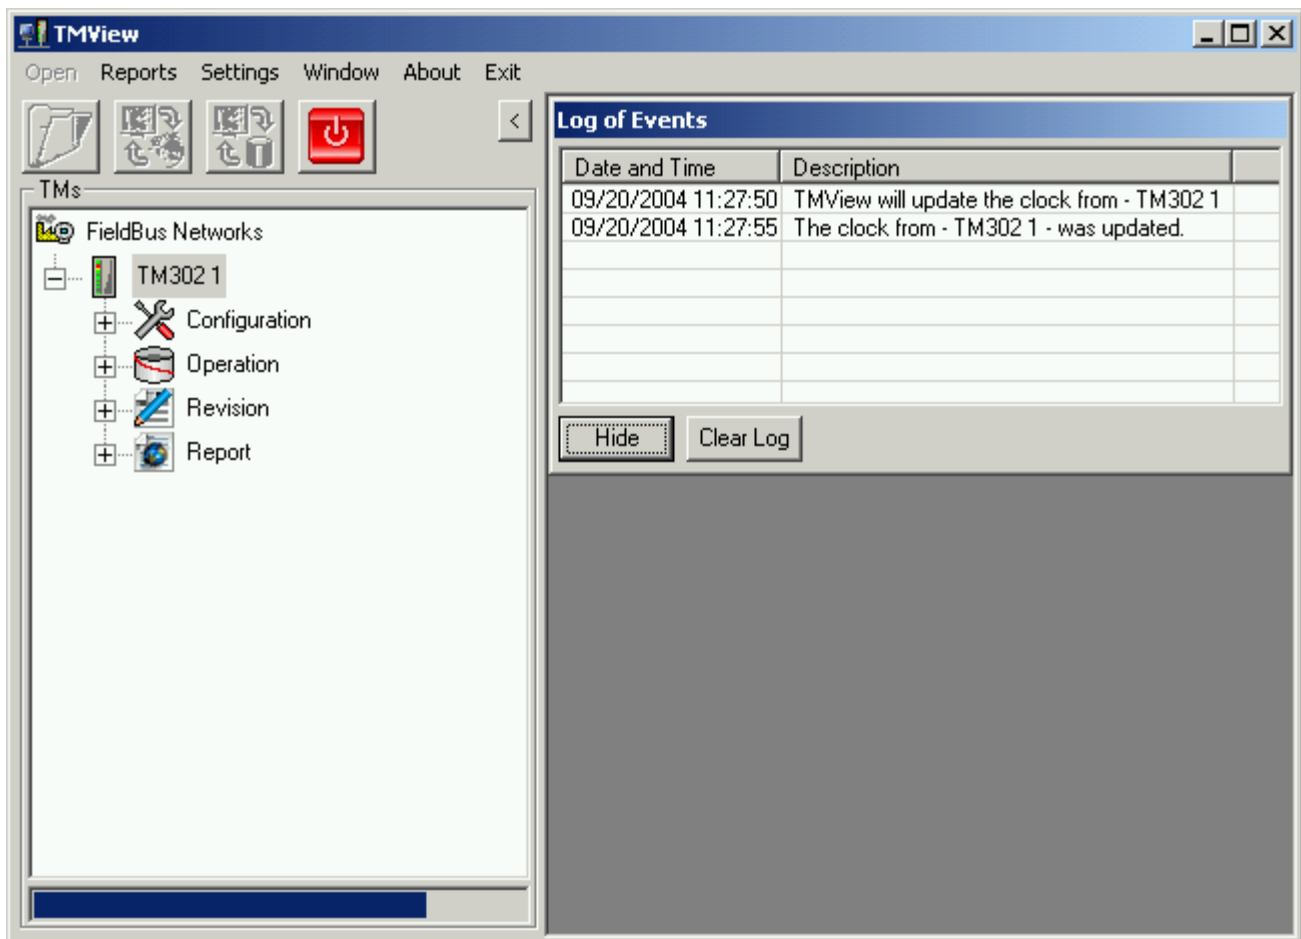 TMView
Open Reports Settings Window About Exit
<
TMs
FieldBus Networks
TM302 1
Configuration
Operation
Revision
Report
Log of Events
Date and Time Description
09/20/2004 11:27:50 TMView will update the clock from - TM302 1
09/20/2004 11:27:55 The clock from - TM302 1 - was updated.
Hide Clear Log